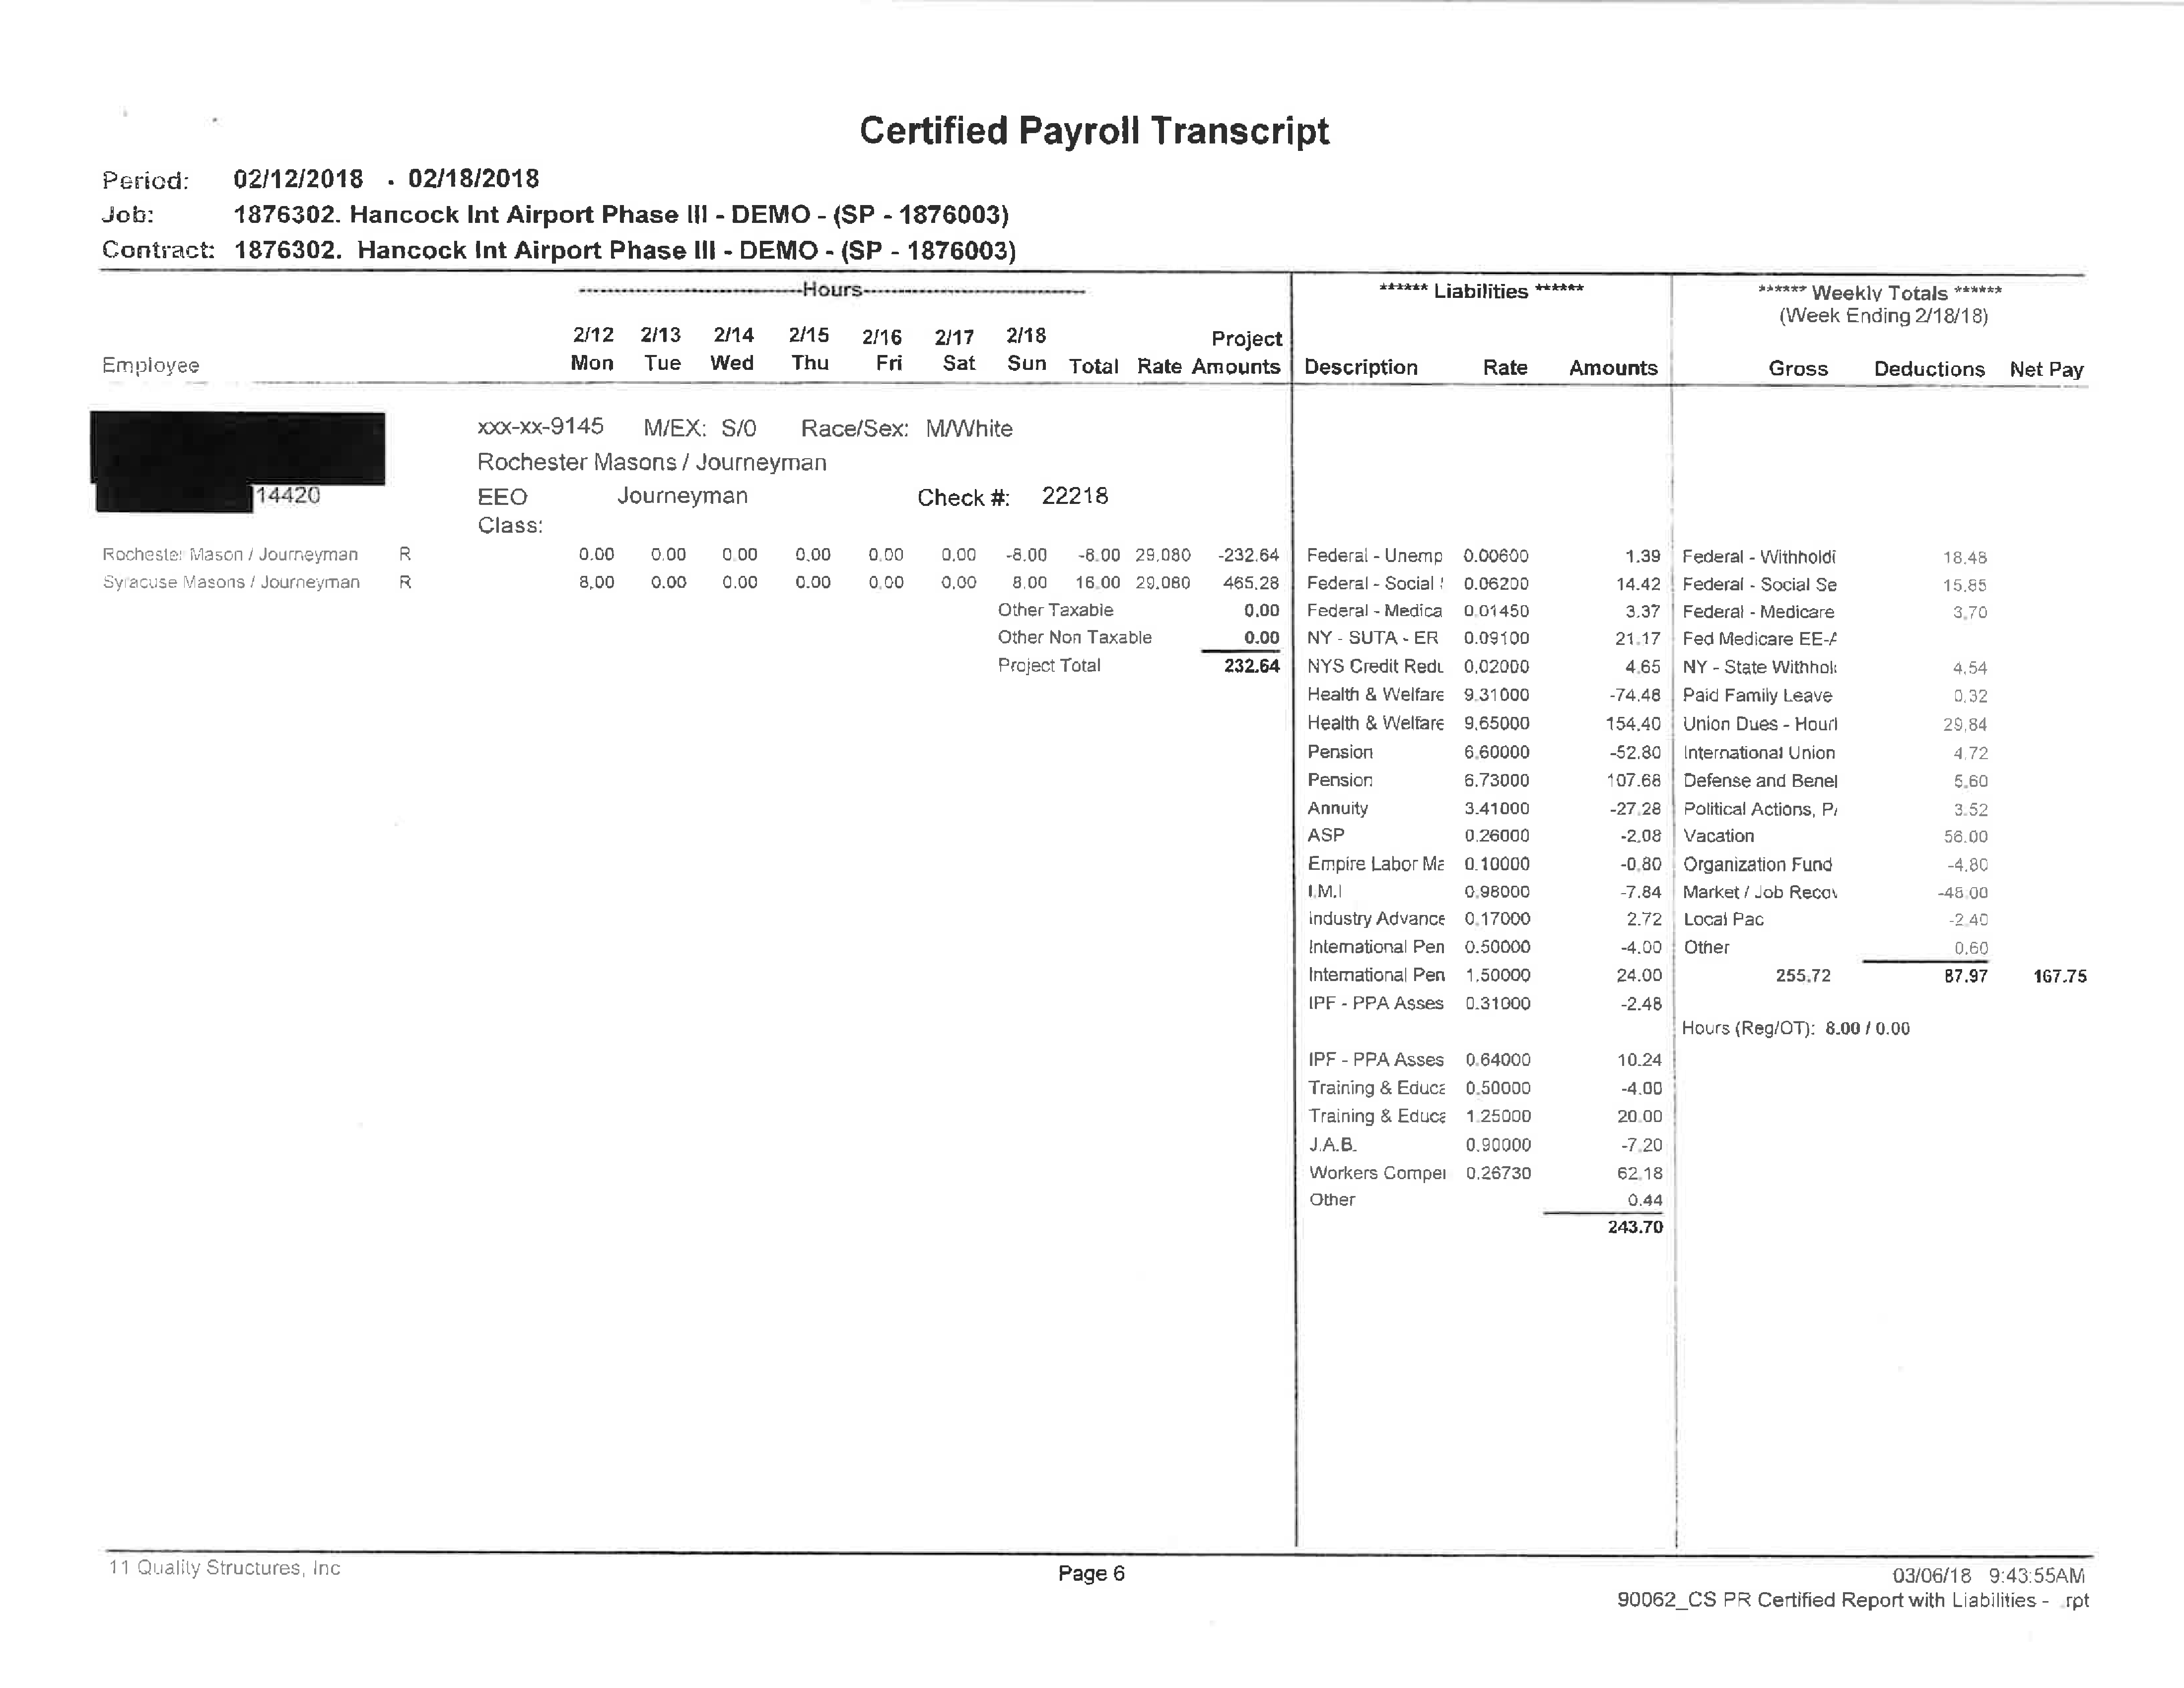 Certified Payroll Transcript
Period: 02/12/2018 - 02/18/2018
Job: 1876302. Hancock Int Airport Phase III - DEMO - (SP - 1876003)
Contract: 1876302. Hancock Int Airport Phase III - DEMO - (SP - 1876003)
Hours ****** Liabilities ****** ****** Weekly Totals ******
(Week Ending 2/18/18)
2/12 2/13 2/14 2/15 2/16 2/17 2/18 Project
Employee Mon Tue Wed Thu Fri Sat Sun Total Rate Amounts Description Rate Amounts Gross Deductions Net Pay
xxx-xx-9145 M/EX: S/0 Race/Sex: M/White
Rochester Masons / Journeyman
14420 EEO Journeyman Check #: 22218
Class:
Rochester Mason / Journeyman R 0.00 0.00 0.00 0.00 0.00 0.00 -8.00 -8.00 29.080 -232.64 Federal - Unemp 0.00600 1.39 Federal - Withholdi 18.48
Syracuse Masons / Journeyman R 8.00 0.00 0.00 0.00 0.00 0.00 8.00 16.00 29.080 465.28 Federal - Social 0.06200 14.42 Federal - Social Se 15.85
Other Taxable 0.00 Federal - Medica 0.01450 3.37 Federal - Medicare 3.70
Other Non Taxable 0.00 NY - SUTA - ER 0.09100 21.17 Fed Medicare EE-A
Project Total 232.64 NYS Credit Redu 0.02000 4.65 NY - State Withhol 4.54
Health & Welfare 9.31000 -74.48 Paid Family Leave 0.32
Health & Welfare 9.65000 154.40 Union Dues - Hourl 29.84
Pension 6.60000 -52.80 International Union 4.72
Pension 6.73000 107.68 Defense and Benel 5.60
Annuity 3.41000 -27.28 Political Actions, P 3.52
ASP 0.26000 -2.08 Vacation 56.00
Empire Labor Ma 0.10000 -0.80 Organization Fund -4.80
I.M.I 0.98000 -7.84 Market / Job Recov -48.00
Industry Advance 0.17000 2.72 Local Pac -2.40
International Pen 0.50000 -4.00 Other 0.60
International Pen 1.50000 24.00 255.72 87.97 167.75
IPF - PPA Asses 0.31000 -2.48
Hours (Reg/OT): 8.00 / 0.00
IPF - PPA Asses 0.64000 10.24
Training & Educa 0.50000 -4.00
Training & Educa 1.25000 20.00
J.A.B. 0.90000 -7.20
Workers Compe 0.26730 62.18
Other 0.44
243.70
11 Quality Structures, Inc Page 6 03/06/18 9:43:55AM
90062_CS PR Certified Report with Liabilities - .rpt